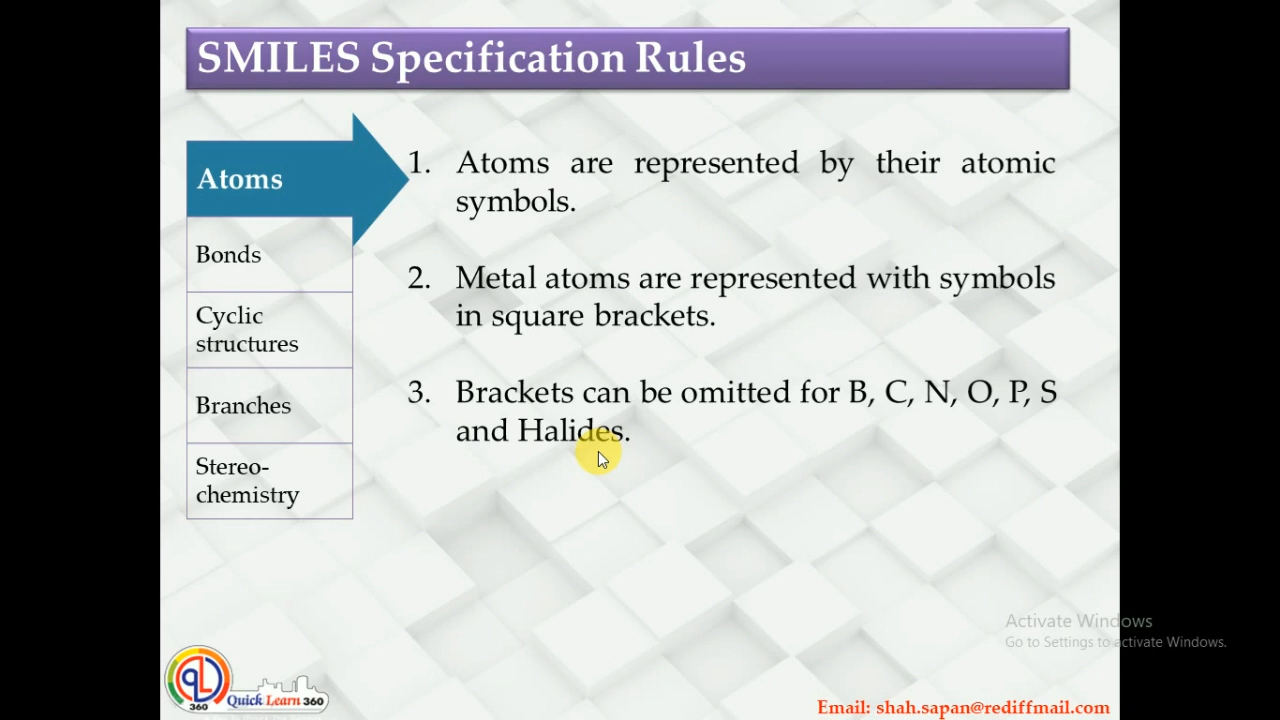 SMILES Specification Rules
Atoms
Bonds
Cyclic
structures
Branches
Stereo-
chemistry
1. Atoms are represented by their atomic
symbols.
2. Metal atoms are represented with symbols
in square brackets.
3. Brackets can be omitted for B, C, N, O, P, S
and Halides.
Activate Windows
Go to Settings to activate Windows.
QL
360
Quick Learn 360
Email: shah.sapan@rediffmail.com